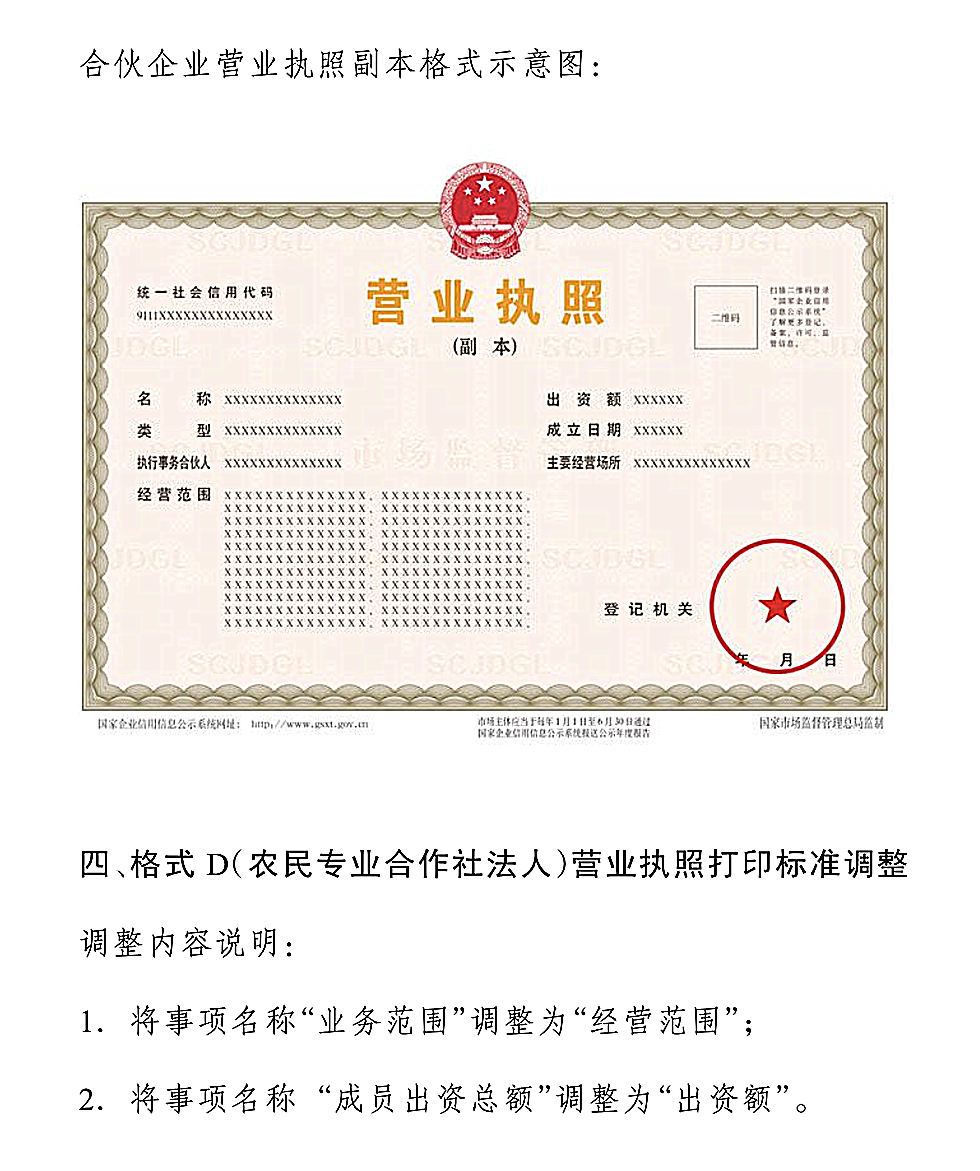 合伙企业营业执照副本格式示意图：
统一社会信用代码
9111XXXXXXXXXXXXXX
营业执照
(副 本)
二维码
扫描二维码登录
“国家企业信用
信息公示系统”
了解更多登记、
备案、许可、监
管信息。
名 称 XXXXXXXXXXXXXX
类 型 XXXXXXXXXXXXXX
执行事务合伙人 XXXXXXXXXXXXXX
经营范围 XXXXXXXXXXXXXX, XXXXXXXXXXXXXX,
XXXXXXXXXXXXXX, XXXXXXXXXXXXXX,
XXXXXXXXXXXXXX, XXXXXXXXXXXXXX,
XXXXXXXXXXXXXX, XXXXXXXXXXXXXX,
XXXXXXXXXXXXXX, XXXXXXXXXXXXXX,
XXXXXXXXXXXXXX, XXXXXXXXXXXXXX,
XXXXXXXXXXXXXX, XXXXXXXXXXXXXX,
XXXXXXXXXXXXXX, XXXXXXXXXXXXXX,
XXXXXXXXXXXXXX, XXXXXXXXXXXXXX,
XXXXXXXXXXXXXX, XXXXXXXXXXXXXX,
XXXXXXXXXXXXXX, XXXXXXXXXXXXXX.
出 资 额 XXXXXX
成立日期 XXXXXX
主要经营场所 XXXXXXXXXXXXXX
登记机关
年 月 日
SCJDGL
市场监督
国家企业信用信息公示系统网址： http://www.gsxt.gov.cn
市场主体应当于每年1月1日至6月30日通过
国家企业信用信息公示系统报送公示年度报告
国家市场监督管理总局监制
四、格式 D(农民专业合作社法人)营业执照打印标准调整
调整内容说明：
1. 将事项名称“业务范围”调整为“经营范围”；
2. 将事项名称 “成员出资总额”调整为“出资额”。